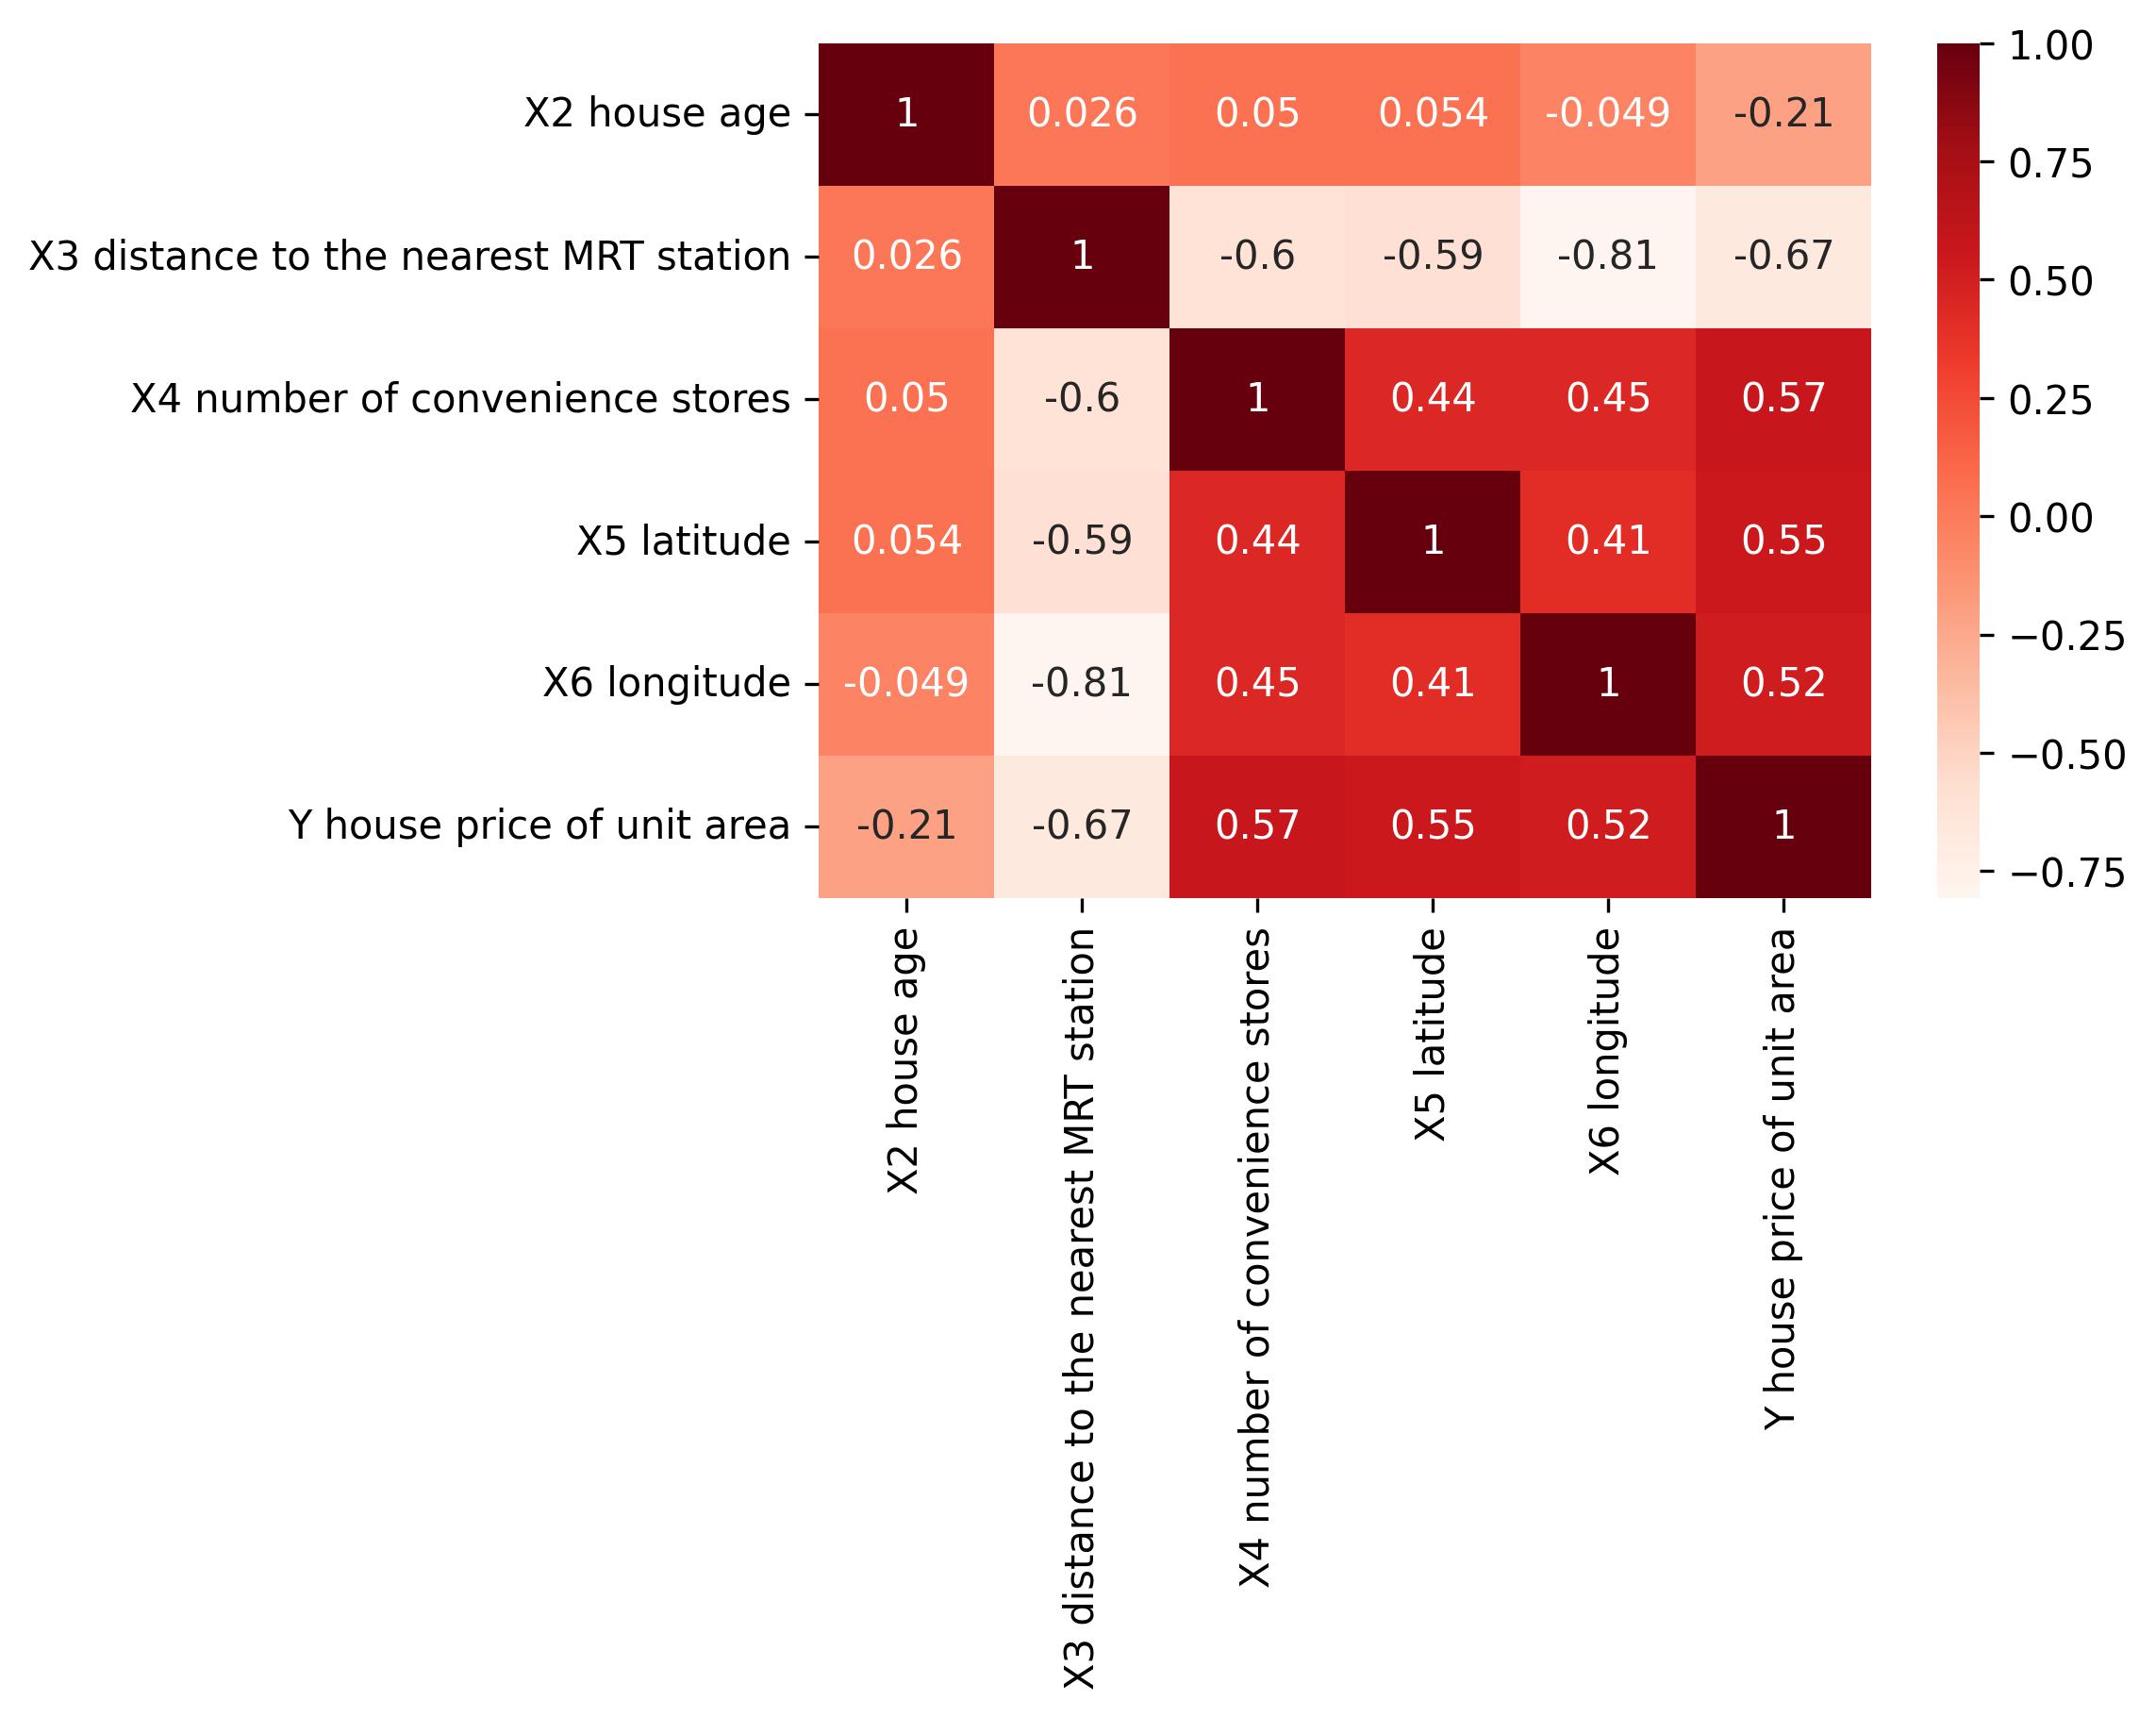 X2 house age 1 0.026 0.05 0.054 -0.049 -0.21
X3 distance to the nearest MRT station 0.026 1 -0.6 -0.59 -0.81 -0.67
X4 number of convenience stores 0.05 -0.6 1 0.44 0.45 0.57
X5 latitude 0.054 -0.59 0.44 1 0.41 0.55
X6 longitude -0.049 -0.81 0.45 0.41 1 0.52
Y house price of unit area -0.21 -0.67 0.57 0.55 0.52 1
X2 house age
X3 distance to the nearest MRT station
X4 number of convenience stores
X5 latitude
X6 longitude
Y house price of unit area
1.00
0.75
0.50
0.25
0.00
−0.25
−0.50
−0.75